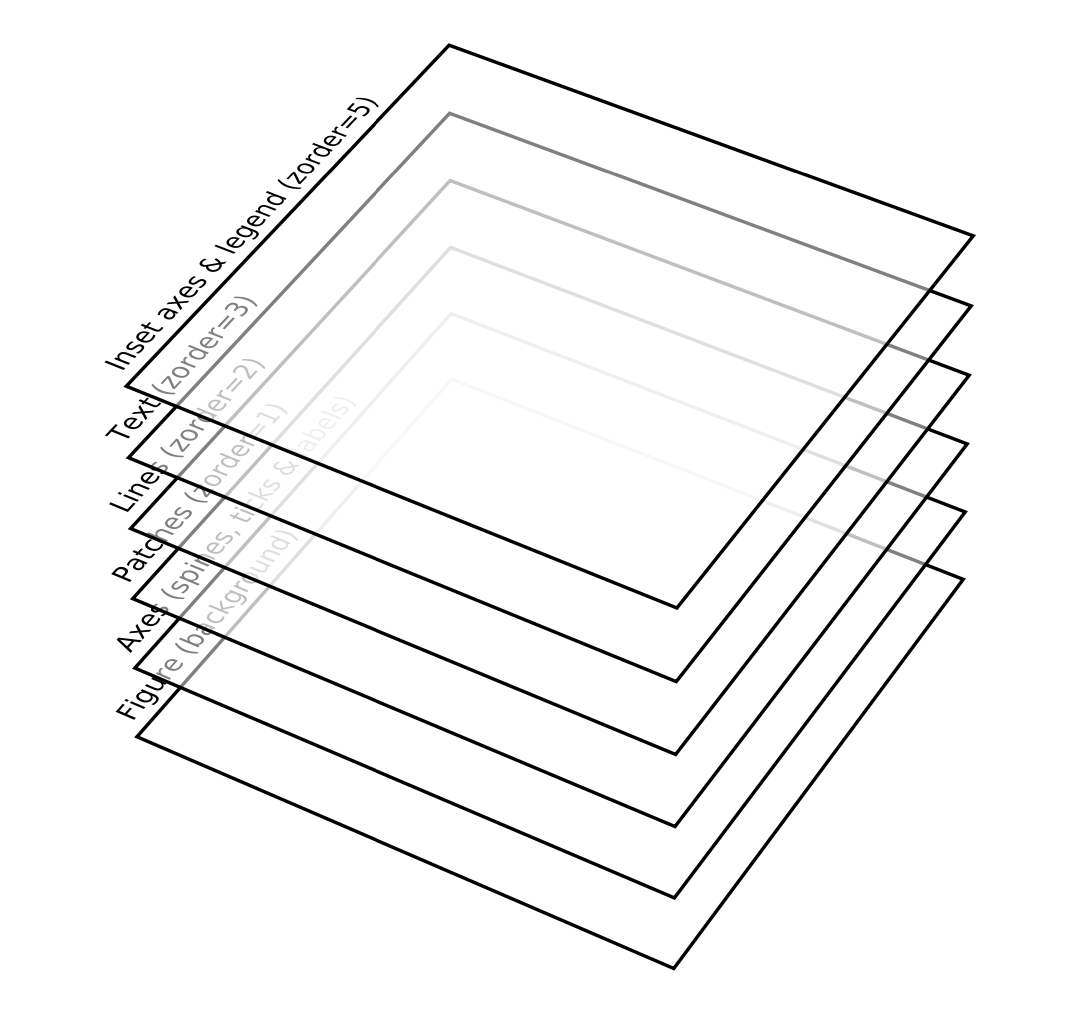 Inset axes & legend (zorder=5)
Text (zorder=3)
Lines (zorder=2)
Patches (zorder=1)
Axes (spines, ticks & labels)
Figure (background)